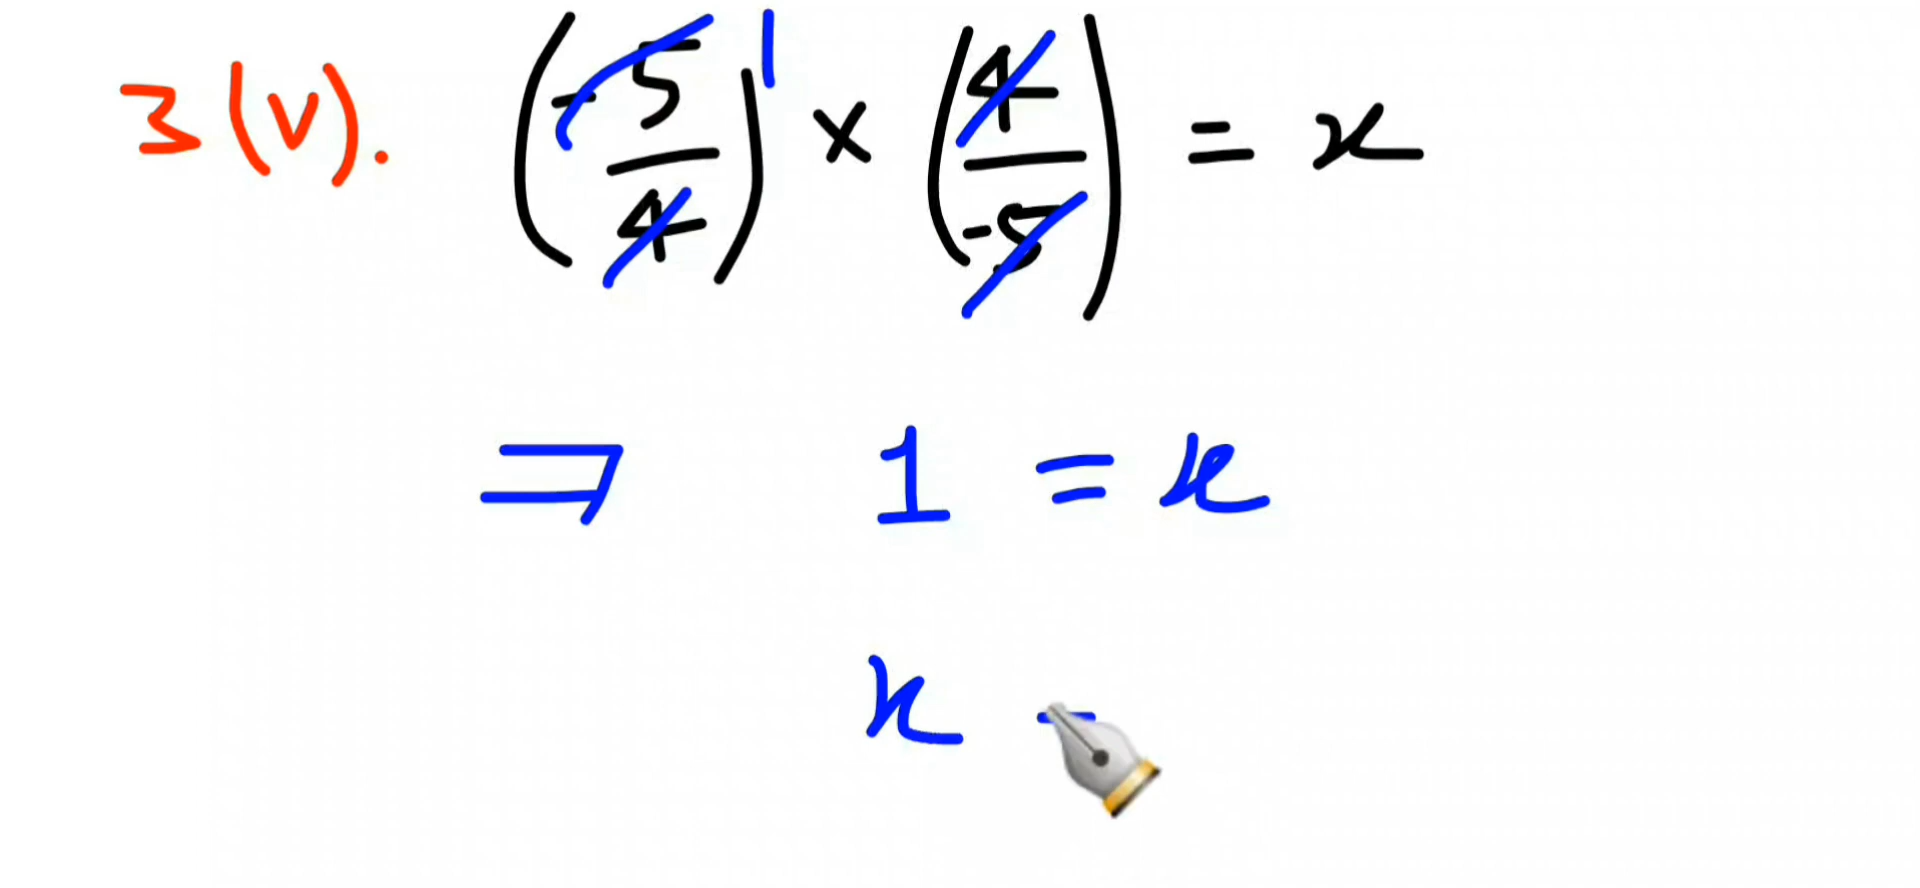 3(v). (-5/4) 1 × (4/-5) = x
⇒ 1 = x
x -